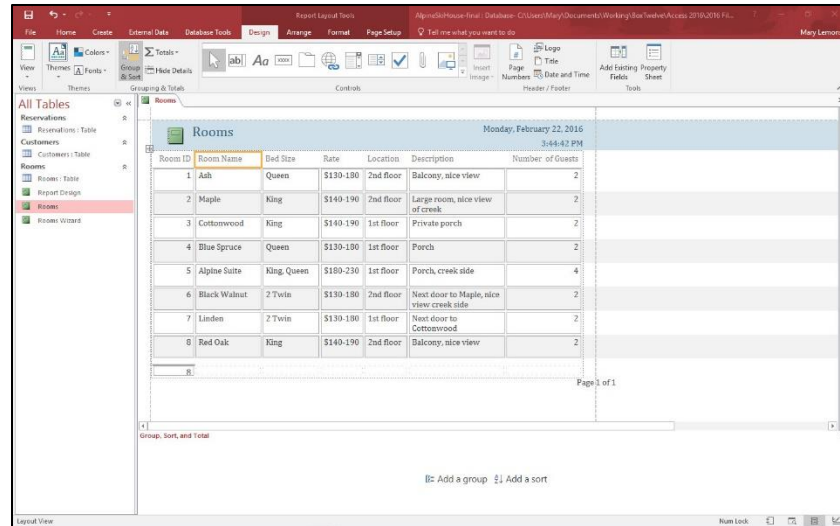 Report Layout Tools
AlpineSkiHouse-final : Database- C:\Users\Mary\Documents\Working\BoxTwelve\Access 2016\2016 Fil...
File Home Create External Data Database Tools Design Arrange Format Page Setup Tell me what you want to do
Mary Lemons
View
Themes
Colors
Fonts
Group & Sort
Totals
Hide Details
ab| Aa
Insert Image
Page Numbers
Logo
Title
Date and Time
Add Existing Fields
Property Sheet
Views Themes Grouping & Totals Controls Header / Footer Tools
All Tables
Reservations
Reservations : Table
Customers
Customers : Table
Rooms
Rooms : Table
Report Design
Rooms
Rooms Wizard
Rooms
Rooms
Monday, February 22, 2016
3:44:42 PM
Room ID Room Name Bed Size Rate Location Description Number of Guests
1 Ash Queen $130-180 2nd floor Balcony, nice view 2
2 Maple King $140-190 2nd floor Large room, nice view 2
of creek
3 Cottonwood King $140-190 1st floor Private porch 2
4 Blue Spruce Queen $130-180 1st floor Porch 2
5 Alpine Suite King, Queen $180-230 1st floor Porch, creek side 4
6 Black Walnut 2 Twin $130-180 2nd floor Next door to Maple, nice 2
view creek side
7 Linden 2 Twin $130-180 1st floor Next door to 2
Cottonwood
8 Red Oak King $140-190 2nd floor Balcony, nice view 2
8
Page 1 of 1
Group, Sort, and Total
Add a group Add a sort
Layout View
Num Lock